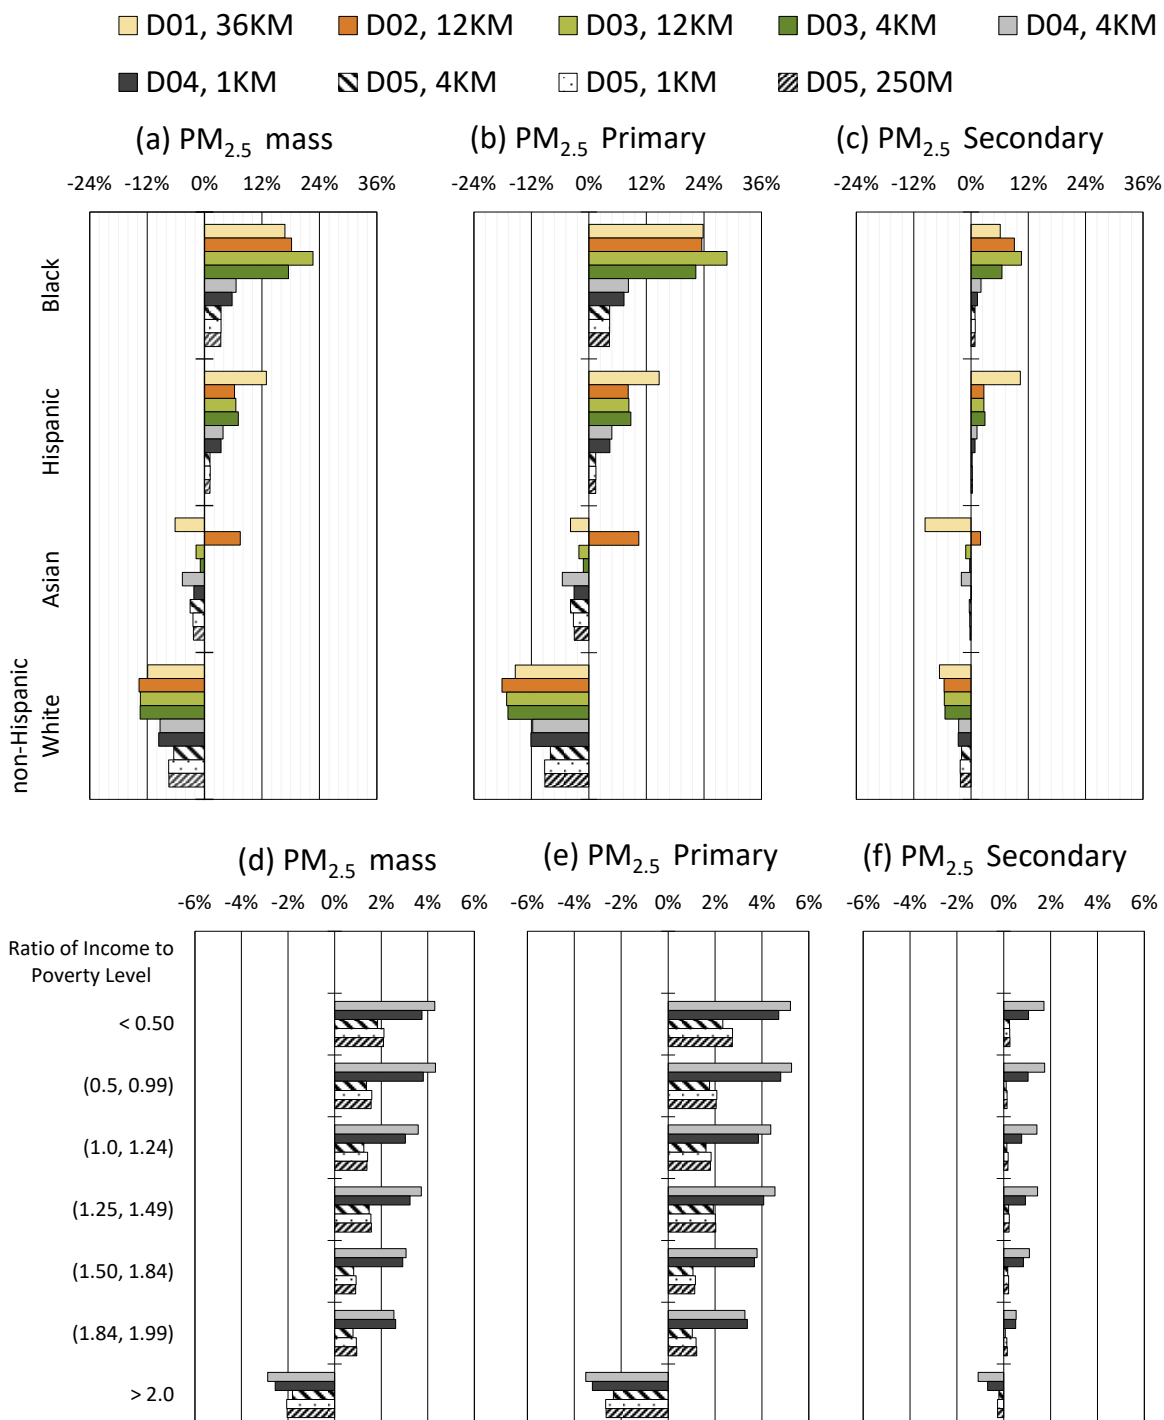 D01, 36KM D02, 12KM D03, 12KM D03, 4KM D04, 4KM
D04, 1KM D05, 4KM D05, 1KM D05, 250M
(a) PM2.5 mass (b) PM2.5 Primary (c) PM2.5 Secondary
-24% -12% 0% 12% 24% 36% -24% -12% 0% 12% 24% 36% -24% -12% 0% 12% 24% 36%
Black
Hispanic
Asian
non-Hispanic
White
(d) PM2.5 mass (e) PM2.5 Primary (f) PM2.5 Secondary
-6% -4% -2% 0% 2% 4% 6% -6% -4% -2% 0% 2% 4% 6% -6% -4% -2% 0% 2% 4% 6%
Ratio of Income to
Poverty Level
< 0.50
(0.5, 0.99)
(1.0, 1.24)
(1.25, 1.49)
(1.50, 1.84)
(1.84, 1.99)
> 2.0